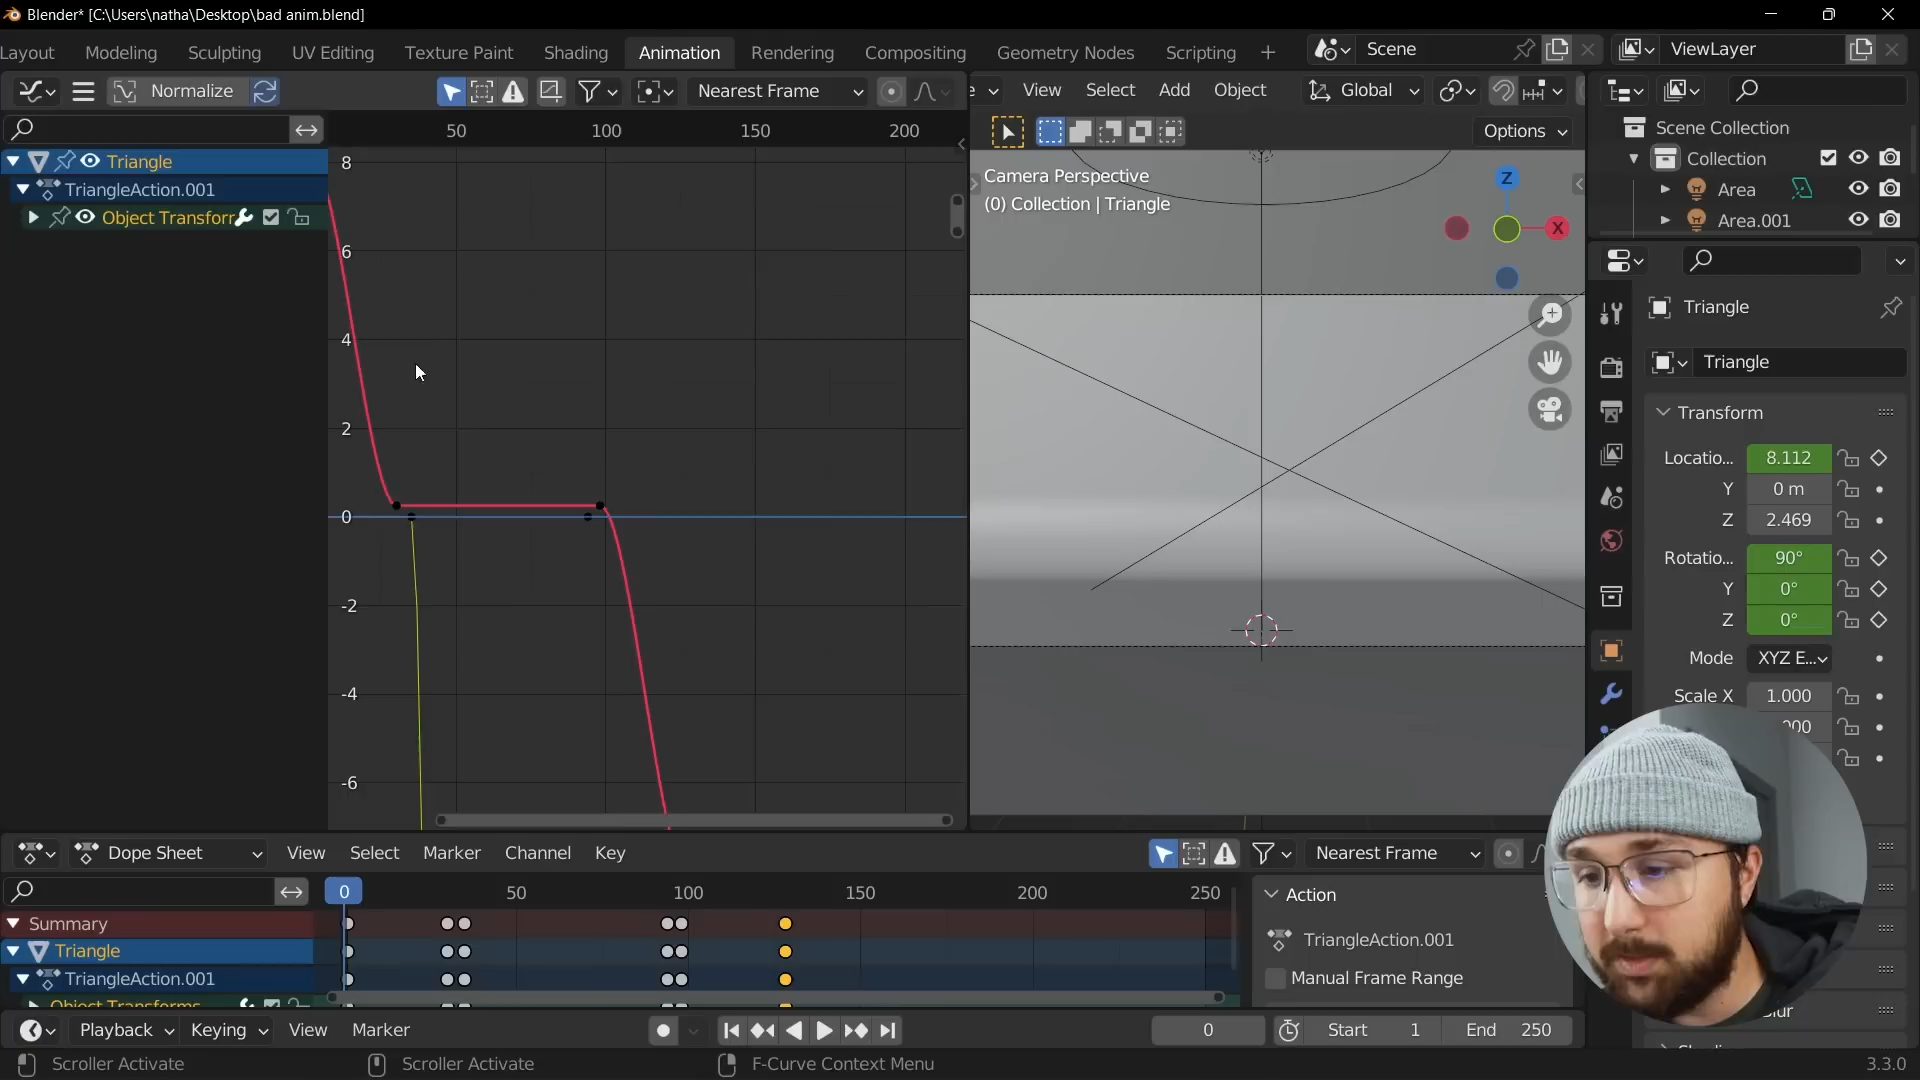 Blender* [C:\Users\natha\Desktop\bad anim.blend]
Layout Modeling Sculpting UV Editing Texture Paint Shading Animation Rendering Compositing Geometry Nodes Scripting + Scene ViewLayer
Normalize Nearest Frame View Select Add Object Global
50 100 150 200 Options
Triangle
TriangleAction.001
Object Transforr
8
6
4
2
0
-2
-4
-6
Camera Perspective
(0) Collection | Triangle
Z
X
Scene Collection
Collection
Area
Area.001
Triangle
Triangle
Transform
Locatio... 8.112
Y 0 m
Z 2.469
Rotatio... 90°
Y 0°
Z 0°
Mode XYZ E...
Scale X 1.000
000
Dope Sheet View Select Marker Channel Key Nearest Frame
0 50 100 150 200 250
Summary
Triangle
TriangleAction.001
Object Transforms
Action
TriangleAction.001
Manual Frame Range
Playback Keying View Marker 0 Start 1 End 250
Scroller Activate Scroller Activate F-Curve Context Menu 3.3.0